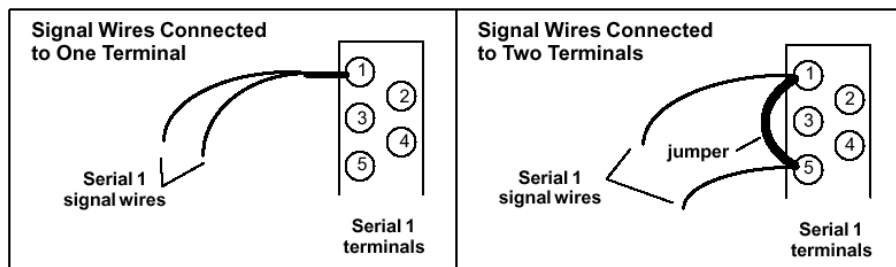 Signal Wires Connected
to One Terminal
1
2
3
4
5
Serial 1
signal wires
Serial 1
terminals
Signal Wires Connected
to Two Terminals
1
2
3
4
jumper
5
Serial 1
signal wires
Serial 1
terminals